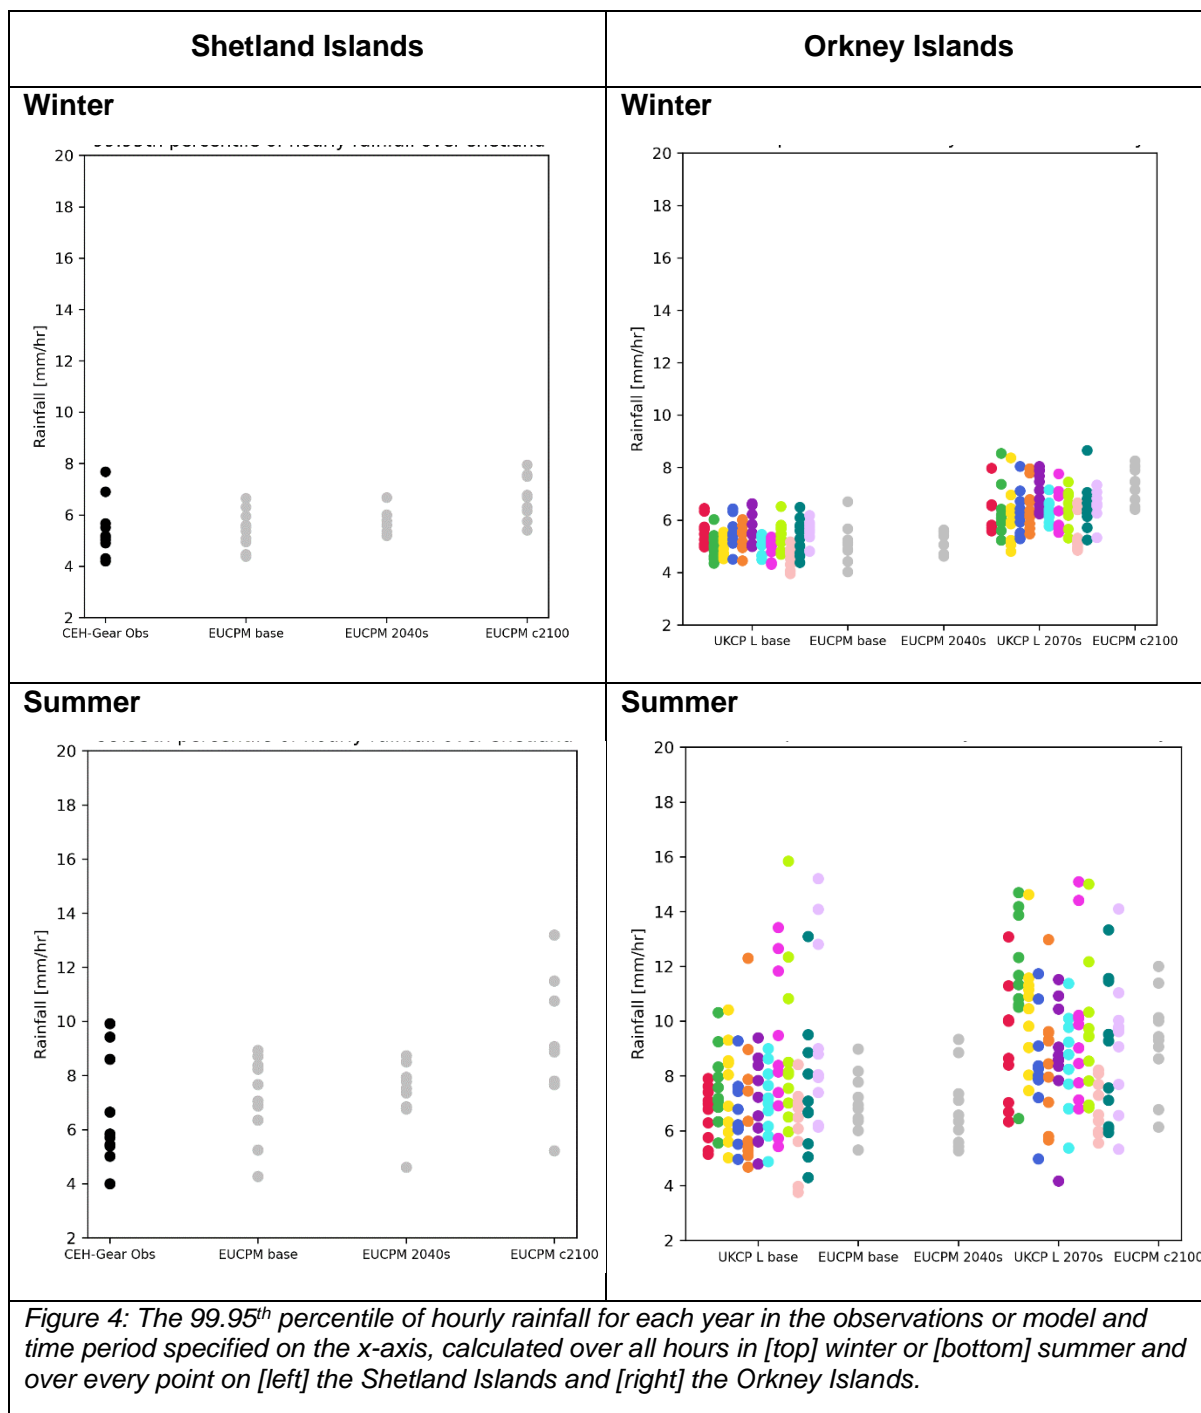 Shetland Islands
Orkney Islands
Winter
Winter
20
18
16
14
12
10
8
6
4
2
Rainfall [mm/hr]
CEH-Gear Obs
EUCPM base
EUCPM 2040s
EUCPM c2100
20
18
16
14
12
10
8
6
4
2
Rainfall [mm/hr]
UKCP L base
EUCPM base
EUCPM 2040s
UKCP L 2070s
EUCPM c2100
Summer
Summer
20
18
16
14
12
10
8
6
4
2
Rainfall [mm/hr]
CEH-Gear Obs
EUCPM base
EUCPM 2040s
EUCPM c2100
20
18
16
14
12
10
8
6
4
2
Rainfall [mm/hr]
UKCP L base
EUCPM base
EUCPM 2040s
UKCP L 2070s
EUCPM c2100
Figure 4: The 99.95th percentile of hourly rainfall for each year in the observations or model and
time period specified on the x-axis, calculated over all hours in [top] winter or [bottom] summer and
over every point on [left] the Shetland Islands and [right] the Orkney Islands.